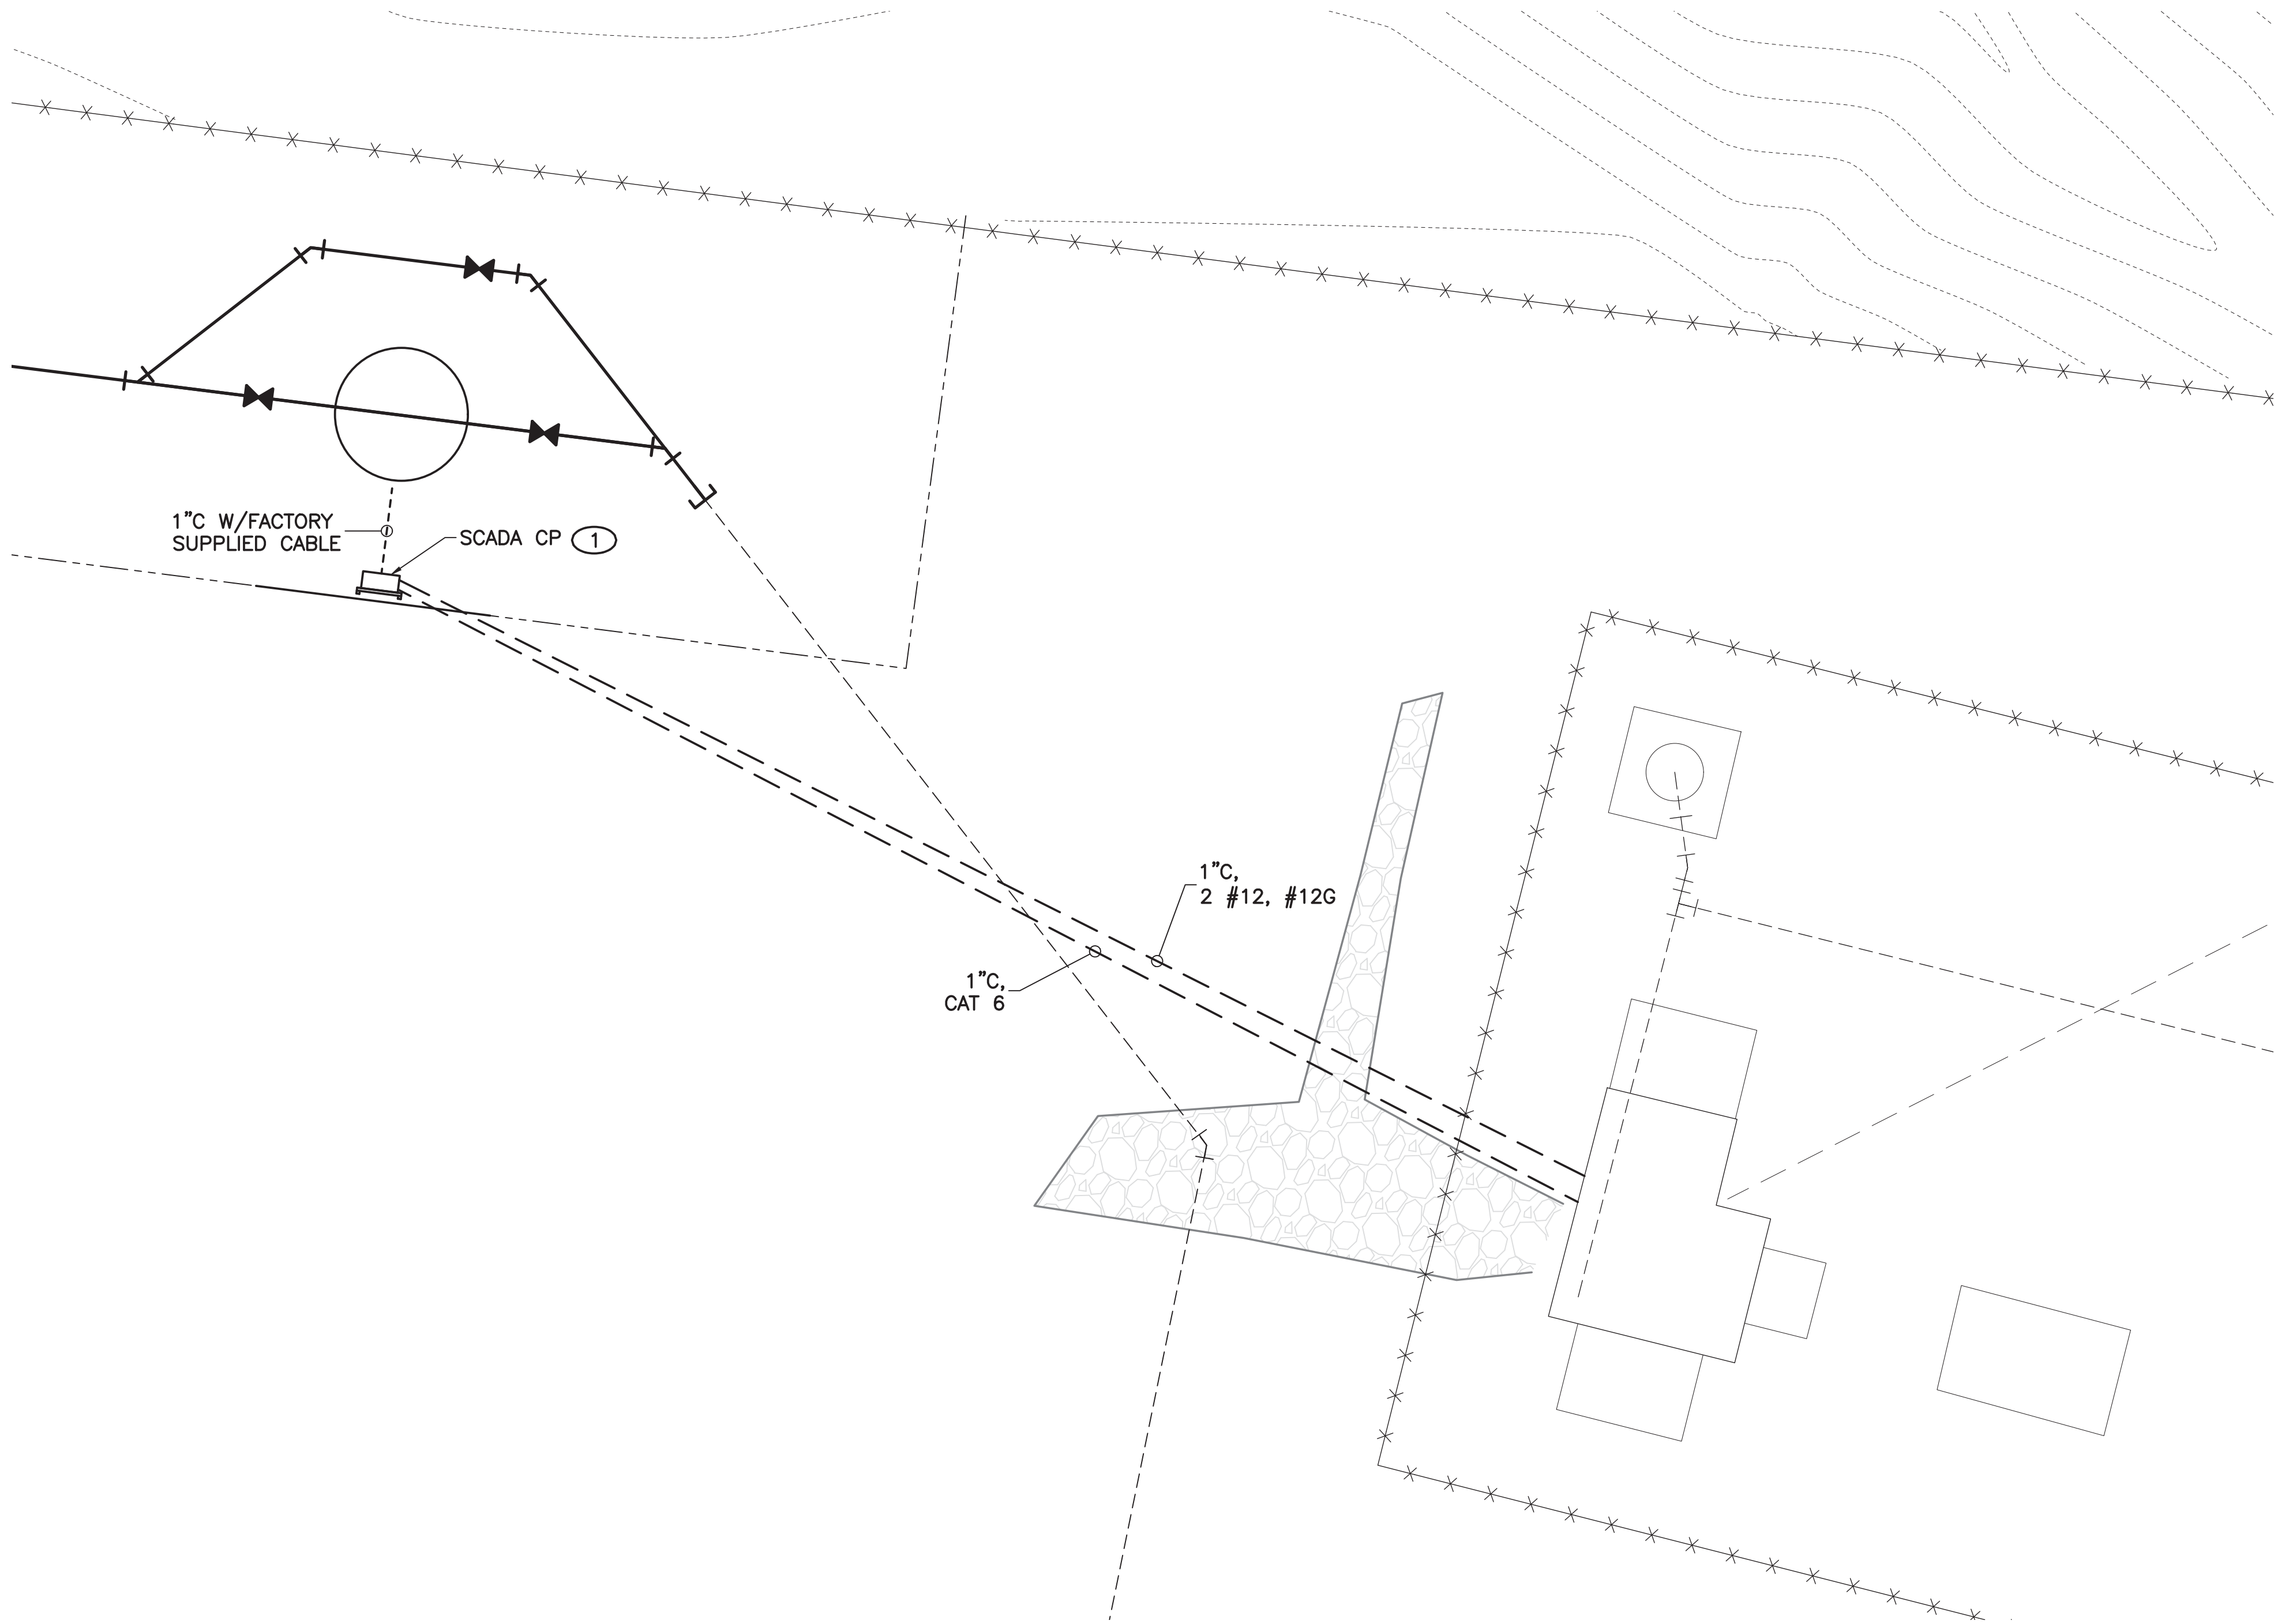 1"C W/FACTORY
SUPPLIED CABLE
SCADA CP 1
1"C,
2 #12, #12G
1"C,
CAT 6